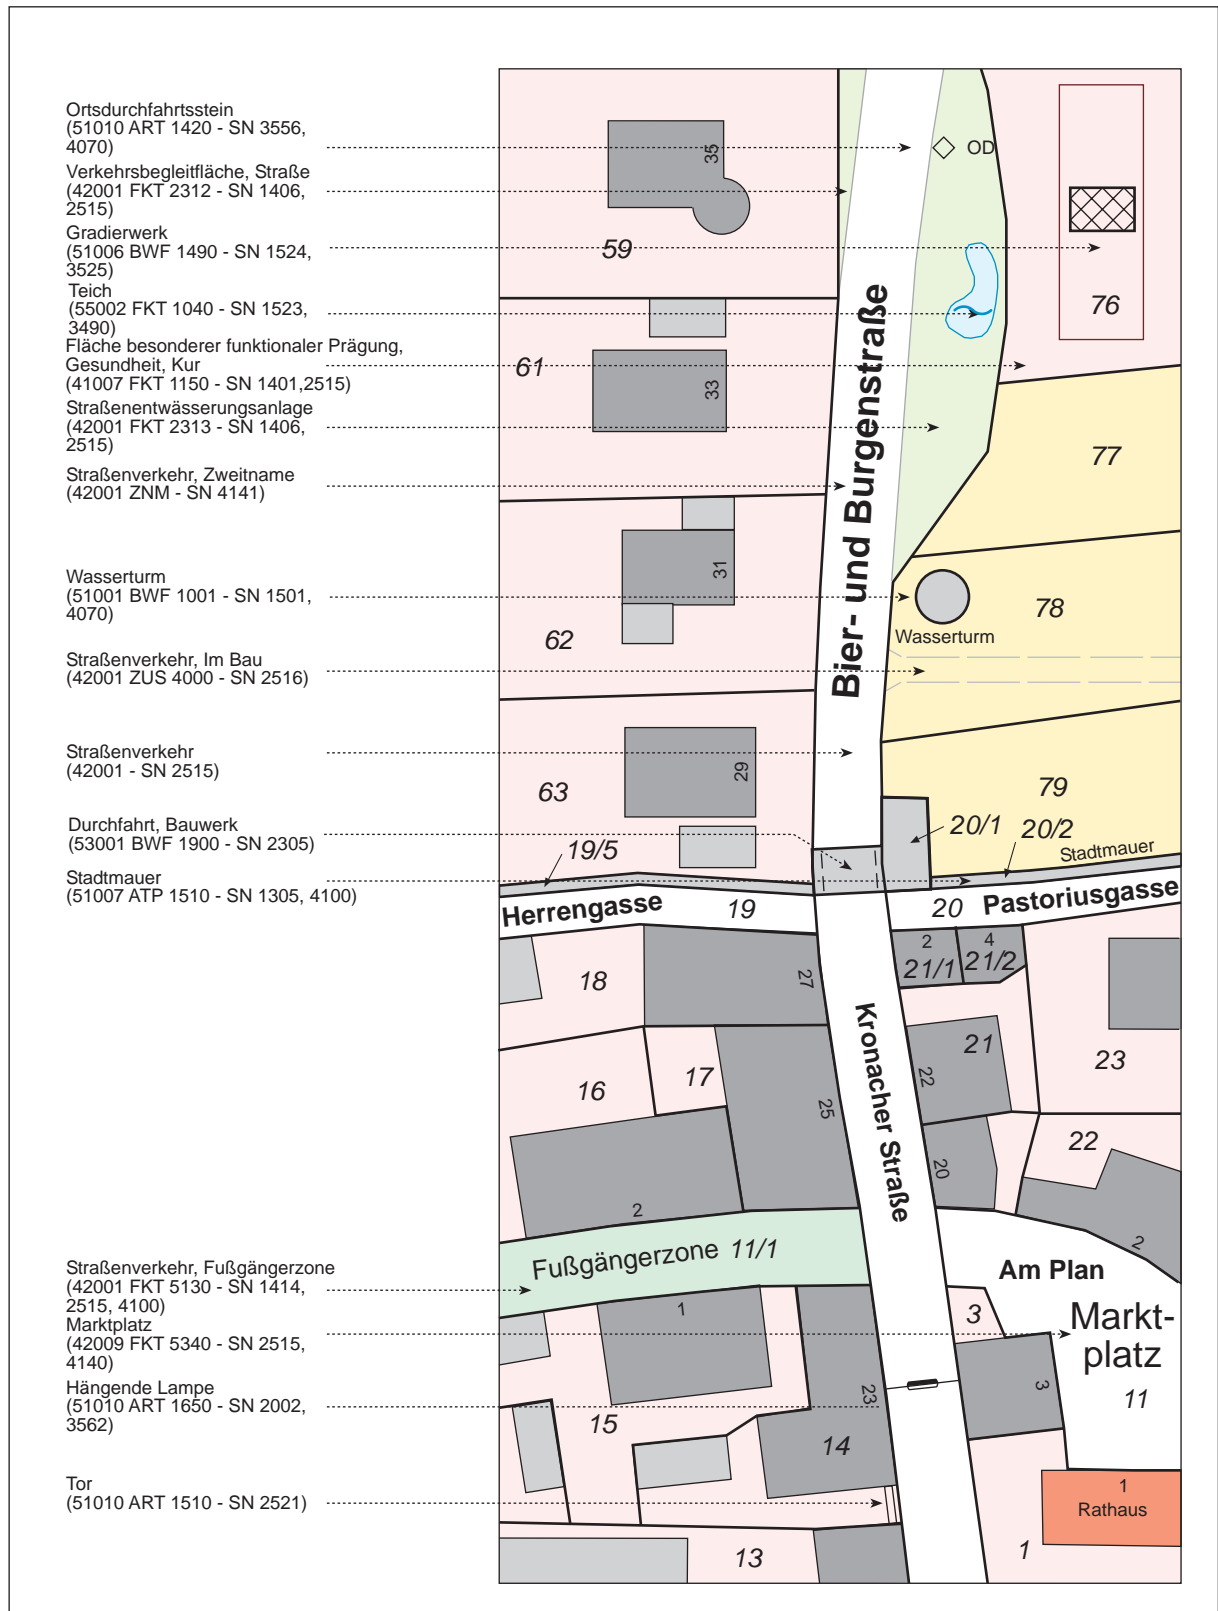 Ortsdurchfahrtsstein
(51010 ART 1420 - SN 3556,
4070)
Verkehrsbegleitfläche, Straße
(42001 FKT 2312 - SN 1406,
2515)
Gradierwerk
(51006 BWF 1490 - SN 1524,
3525)
Teich
(55002 FKT 1040 - SN 1523,
3490)
Fläche besonderer funktionaler Prägung,
Gesundheit, Kur
(41007 FKT 1150 - SN 1401,2515)
Straßenentwässerungsanlage
(42001 FKT 2313 - SN 1406,
2515)
Straßenverkehr, Zweitname
(42001 ZNM - SN 4141)
Wasserturm
(51001 BWF 1001 - SN 1501,
4070)
Straßenverkehr, Im Bau
(42001 ZUS 4000 - SN 2516)
Straßenverkehr
(42001 - SN 2515)
Durchfahrt, Bauwerk
(53001 BWF 1900 - SN 2305)
Stadtmauer
(51007 ATP 1510 - SN 1305, 4100)
Straßenverkehr, Fußgängerzone
(42001 FKT 5130 - SN 1414,
2515, 4100)
Marktplatz
(42009 FKT 5340 - SN 2515,
4140)
Hängende Lampe
(51010 ART 1650 - SN 2002,
3562)
Tor
(51010 ART 1510 - SN 2521)
35
OD
59
76
61
33
Bier- und Burgenstraße
77
31
62
78
Wasserturm
63
29
79
19/5
20/1
20/2
Stadtmauer
Herrengasse
19
20
Pastoriusgasse
18
27
2
21/1
4
21/2
Kronacher Straße
16
17
25
22
21
23
20
22
2
2
Fußgängerzone
11/1
Am Plan
1
3
Markt-
platz
23
3
11
15
14
1
Rathaus
13
1